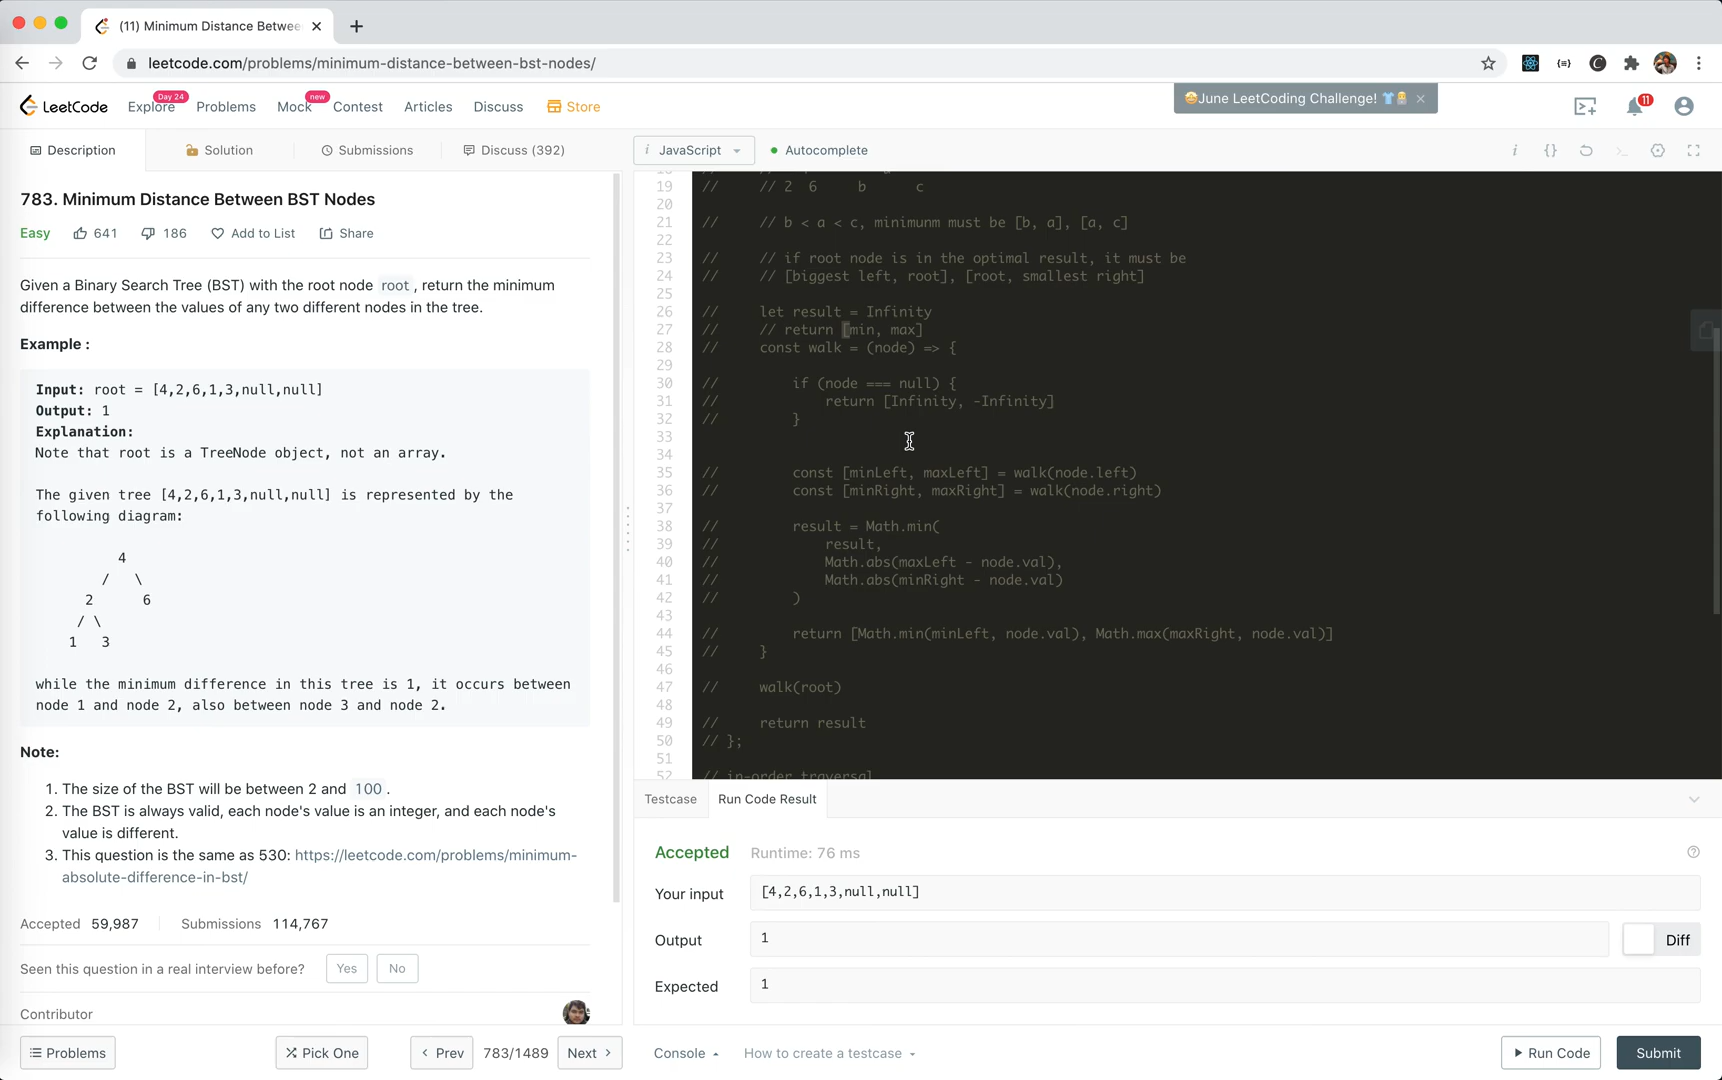 (11) Minimum Distance Betwee
leetcode.com/problems/minimum-distance-between-bst-nodes/
LeetCode
Explore
Day 24
Problems
Mock
new
Contest
Articles
Discuss
Store
🤩June LeetCoding Challenge! 👕
11
Description
Solution
Submissions
Discuss (392)
i JavaScript
Autocomplete
783. Minimum Distance Between BST Nodes
Easy
641
186
Add to List
Share
Given a Binary Search Tree (BST) with the root node root, return the minimum
difference between the values of any two different nodes in the tree.
Example :
Input: root = [4,2,6,1,3,null,null]
Output: 1
Explanation:
Note that root is a TreeNode object, not an array.
The given tree [4,2,6,1,3,null,null] is represented by the
following diagram:
4
/ \
2 6
/ \
1 3
while the minimum difference in this tree is 1, it occurs between
node 1 and node 2, also between node 3 and node 2.
Note:
1. The size of the BST will be between 2 and 100.
2. The BST is always valid, each node's value is an integer, and each node's
value is different.
3. This question is the same as 530: https://leetcode.com/problems/minimum-
absolute-difference-in-bst/
Accepted 59,987
Submissions 114,767
Seen this question in a real interview before?
Yes
No
Contributor
Problems
Pick One
Prev
783/1489
Next
19 // // 2 6 b c
20
21 // // b < a < c, minimunm must be [b, a], [a, c]
22
23 // // if root node is in the optimal result, it must be
24 // // [biggest left, root], [root, smallest right]
25
26 // let result = Infinity
27 // // return [min, max]
28 // const walk = (node) => {
29
30 // if (node === null) {
31 // return [Infinity, -Infinity]
32 // }
33
34
35 // const [minLeft, maxLeft] = walk(node.left)
36 // const [minRight, maxRight] = walk(node.right)
37
38 // result = Math.min(
39 // result,
40 // Math.abs(maxLeft - node.val),
41 // Math.abs(minRight - node.val)
42 // )
43
44 // return [Math.min(minLeft, node.val), Math.max(maxRight, node.val)]
45 // }
46
47 // walk(root)
48
49 // return result
50 // };
51
52 // in-order traversal
Testcase
Run Code Result
Accepted
Runtime: 76 ms
Your input
[4,2,6,1,3,null,null]
Output
1
Diff
Expected
1
Console
How to create a testcase
Run Code
Submit